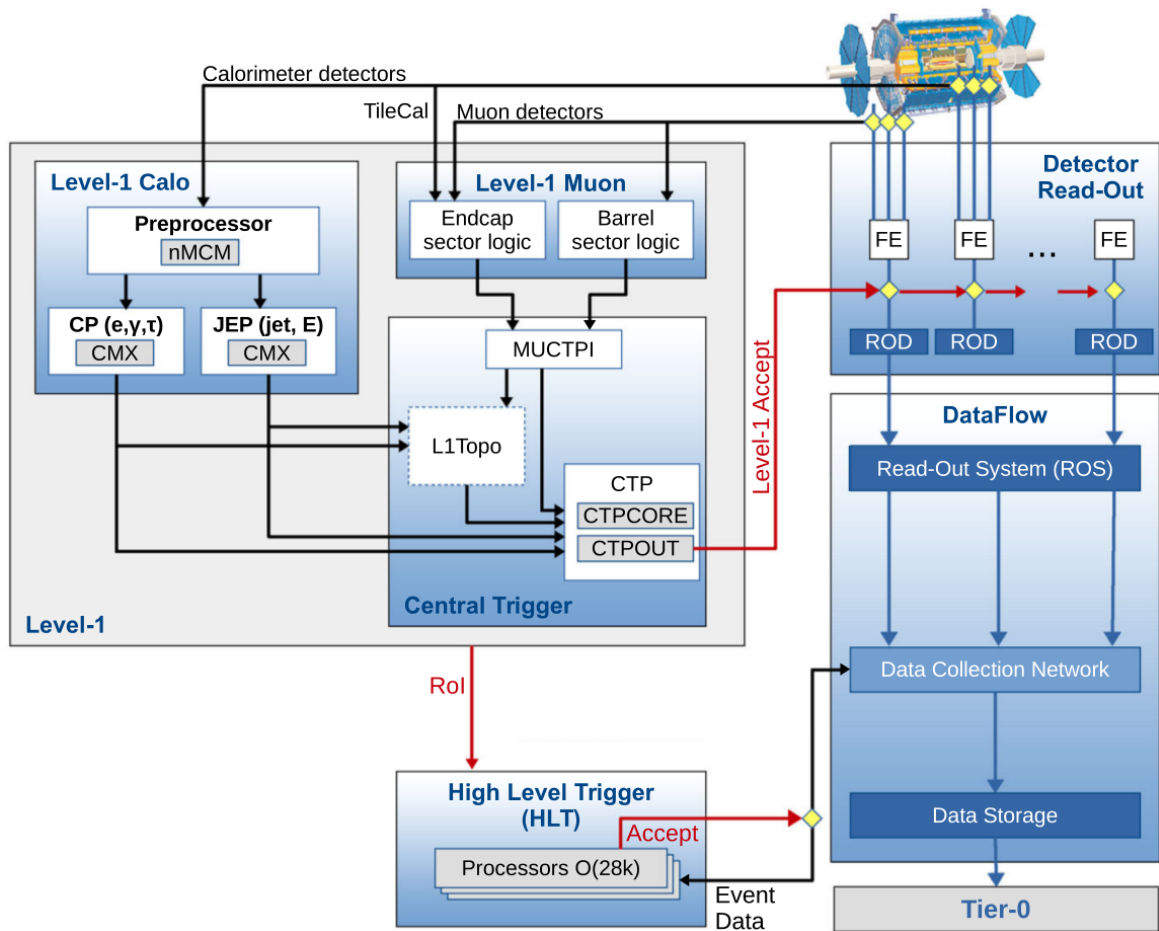 Calorimeter detectors
TileCal
Muon detectors
Level-1 Calo
Preprocessor
nMCM
CP (e,γ,τ)
CMX
JEP (jet, E)
CMX
Level-1 Muon
Endcap
sector logic
Barrel
sector logic
MUCTPI
L1Topo
CTP
CTPCORE
CTPOUT
Central Trigger
Level-1
Level-1 Accept
Detector
Read-Out
FE
FE
FE
...
ROD
ROD
ROD
DataFlow
Read-Out System (ROS)
Data Collection Network
Data Storage
Tier-0
RoI
High Level Trigger
(HLT)
Accept
Processors O(28k)
Event
Data